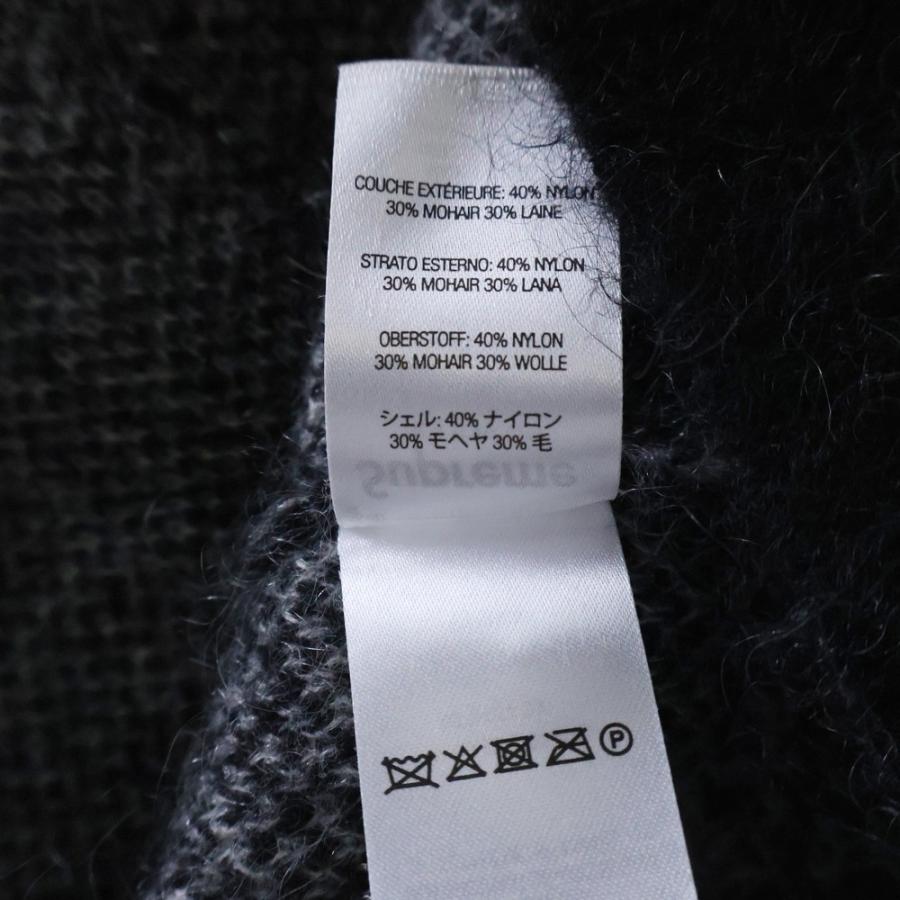 COUCHE EXTÉRIEURE: 40% NYLON
30% MOHAIR 30% LAINE
STRATO ESTERNO: 40% NYLON
30% MOHAIR 30% LANA
OBERSTOFF: 40% NYLON
30% MOHAIR 30% WOLLE
シェル: 40% ナイロン
30% モヘヤ 30% 毛
Supreme
P